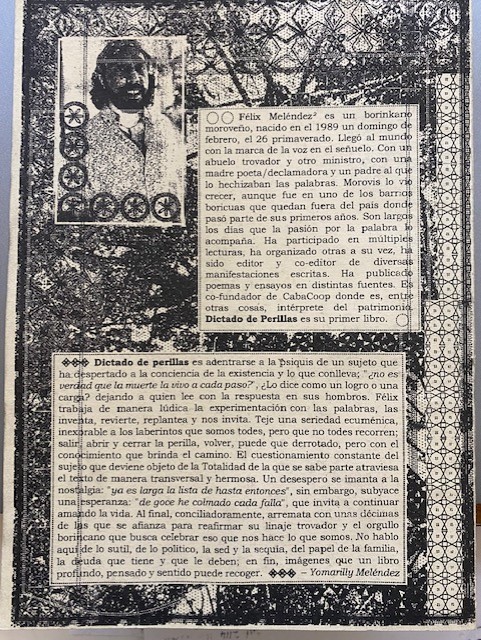 Félix Meléndez² es un borinkano
moroveño, nacido en el 1989 un domingo de
febrero, el 26 primaverado. Llegó al mundo
con la marca de la voz en el señuelo. Con un
abuelo trovador y otro ministro, con una
madre poeta/declamadora y un padre al que
lo hechizaban las palabras. Morovis lo vio
crecer, aunque fue en uno de los barrios
boricuas que quedan fuera del país donde
pasó parte de sus primeros años. Son largos
los días que la pasión por la palabra lo
acompaña. Ha participado en múltiples
lecturas, ha organizado otras a su vez, ha
sido editor y co-editor de diversas
manifestaciones escritas. Ha publicado
poemas y ensayos en distintas fuentes. Es
co-fundador de CabaCoop donde es, entre
otras cosas, intérprete del patrimonio.
Dictado de Perillas es su primer libro.
Dictado de perillas es adentrarse a la psiquis de un sujeto que
ha despertado a la conciencia de la existencia y lo que conlleva; "¿no es
verdad que la muerte la vivo a cada paso?", ¿Lo dice como un logro o una
carga? dejando a quien lee con la respuesta en sus hombros. Félix
trabaja de manera lúdica la experimentación con las palabras, las
inventa, revierte, replantea y nos invita. Teje una seriedad ecuménica,
inexorable a los laberintos que somos todes, pero que no todes recorren;
salir, abrir y cerrar la perilla, volver, puede que derrotado, pero con el
conocimiento que brinda el camino. El cuestionamiento constante del
sujeto que deviene objeto de la Totalidad de la que se sabe parte atraviesa
el texto de manera transversal y hermosa. Un desespero se imanta a la
nostalgia: "ya es larga la lista de hasta entonces", sin embargo, subyace
una esperanza: "de goce he colmado cada falla", que invita a continuar
amando la vida. Al final, conciliadoramente, arremata con unas décimas
de las que se afianza para reafirmar su linaje trovador y el orgullo
borincano que busca celebrar eso que nos hace lo que somos. No hablo
aquí de lo sutil, de lo político, la sed y la sequía, del papel de la familia,
la deuda que tiene y que le deben; en fin, imágenes que un libro
profundo, pensado y sentido puede recoger. – Yomarilly Meléndez